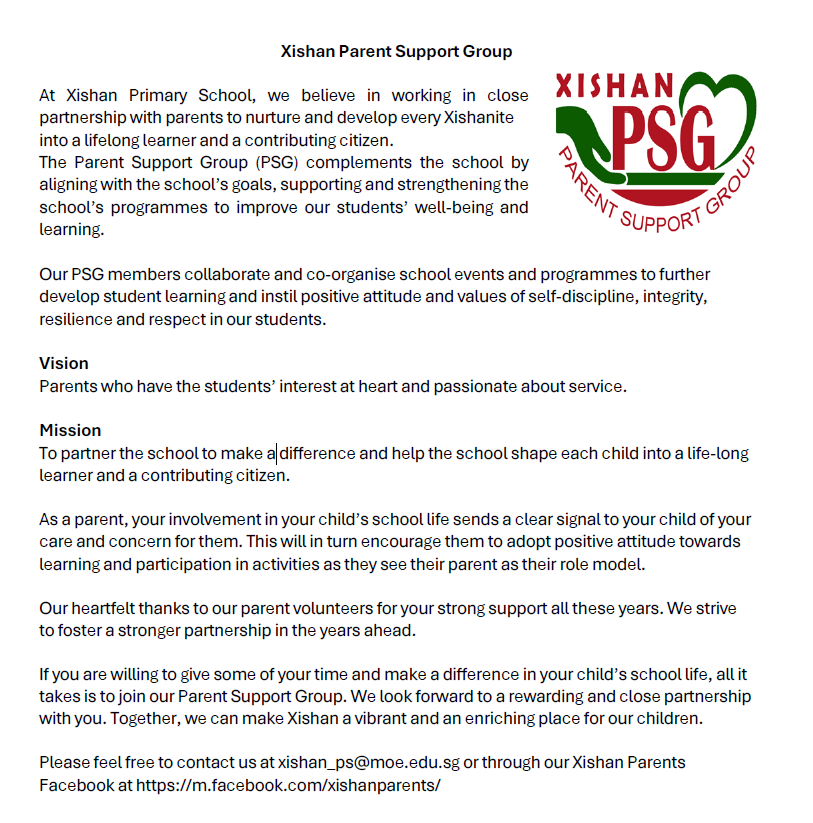 Xishan Parent Support Group
XISHAN
PSG
PARENT SUPPORT GROUP
At Xishan Primary School, we believe in working in close
partnership with parents to nurture and develop every Xishanite
into a lifelong learner and a contributing citizen.
The Parent Support Group (PSG) complements the school by
aligning with the school’s goals, supporting and strengthening the
school’s programmes to improve our students’ well-being and
learning.
Our PSG members collaborate and co-organise school events and programmes to further
develop student learning and instil positive attitude and values of self-discipline, integrity,
resilience and respect in our students.
Vision
Parents who have the students’ interest at heart and passionate about service.
Mission
To partner the school to make a difference and help the school shape each child into a life-long
learner and a contributing citizen.
As a parent, your involvement in your child’s school life sends a clear signal to your child of your
care and concern for them. This will in turn encourage them to adopt positive attitude towards
learning and participation in activities as they see their parent as their role model.
Our heartfelt thanks to our parent volunteers for your strong support all these years. We strive
to foster a stronger partnership in the years ahead.
If you are willing to give some of your time and make a difference in your child’s school life, all it
takes is to join our Parent Support Group. We look forward to a rewarding and close partnership
with you. Together, we can make Xishan a vibrant and an enriching place for our children.
Please feel free to contact us at xishan_ps@moe.edu.sg or through our Xishan Parents
Facebook at https://m.facebook.com/xishanparents/